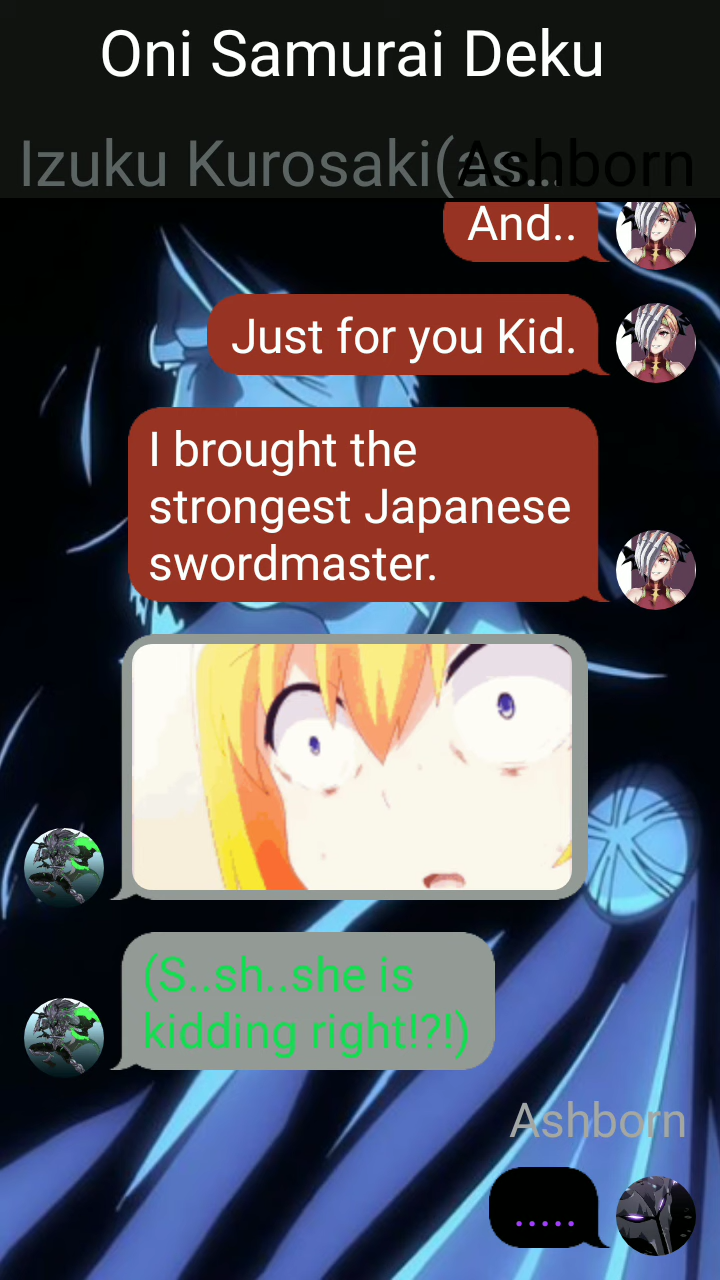 Oni Samurai Deku
Izuku Kurosaki(as...
Ashborn
And..
Just for you Kid.
I brought the
strongest Japanese
swordmaster.
(S..sh..she is
kidding right!?!)
Ashborn
.....